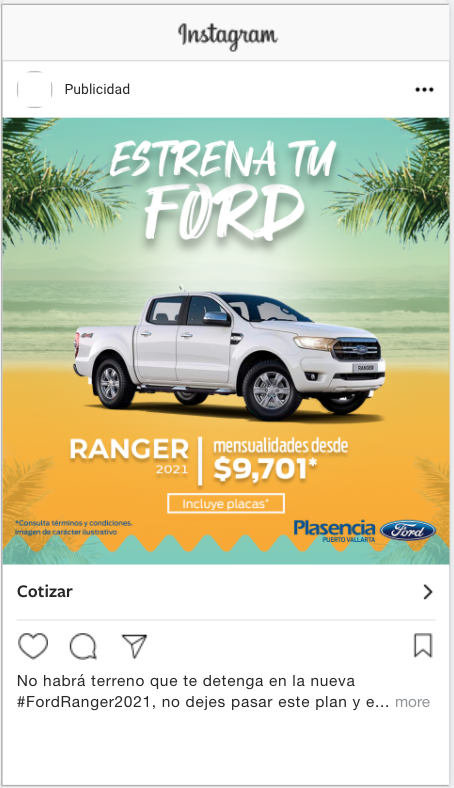 Instagram
Publicidad
ESTRENA TU
FORD
4x4
RANGER
RANGER
2021
mensualidades desde
$9,701*
Incluye placas*
*Consulta términos y condiciones.
Imagen de carácter ilustrativo
Plasencia
PUERTO VALLARTA
Ford
Cotizar
No habrá terreno que te detenga en la nueva
#FordRanger2021, no dejes pasar este plan y e... more